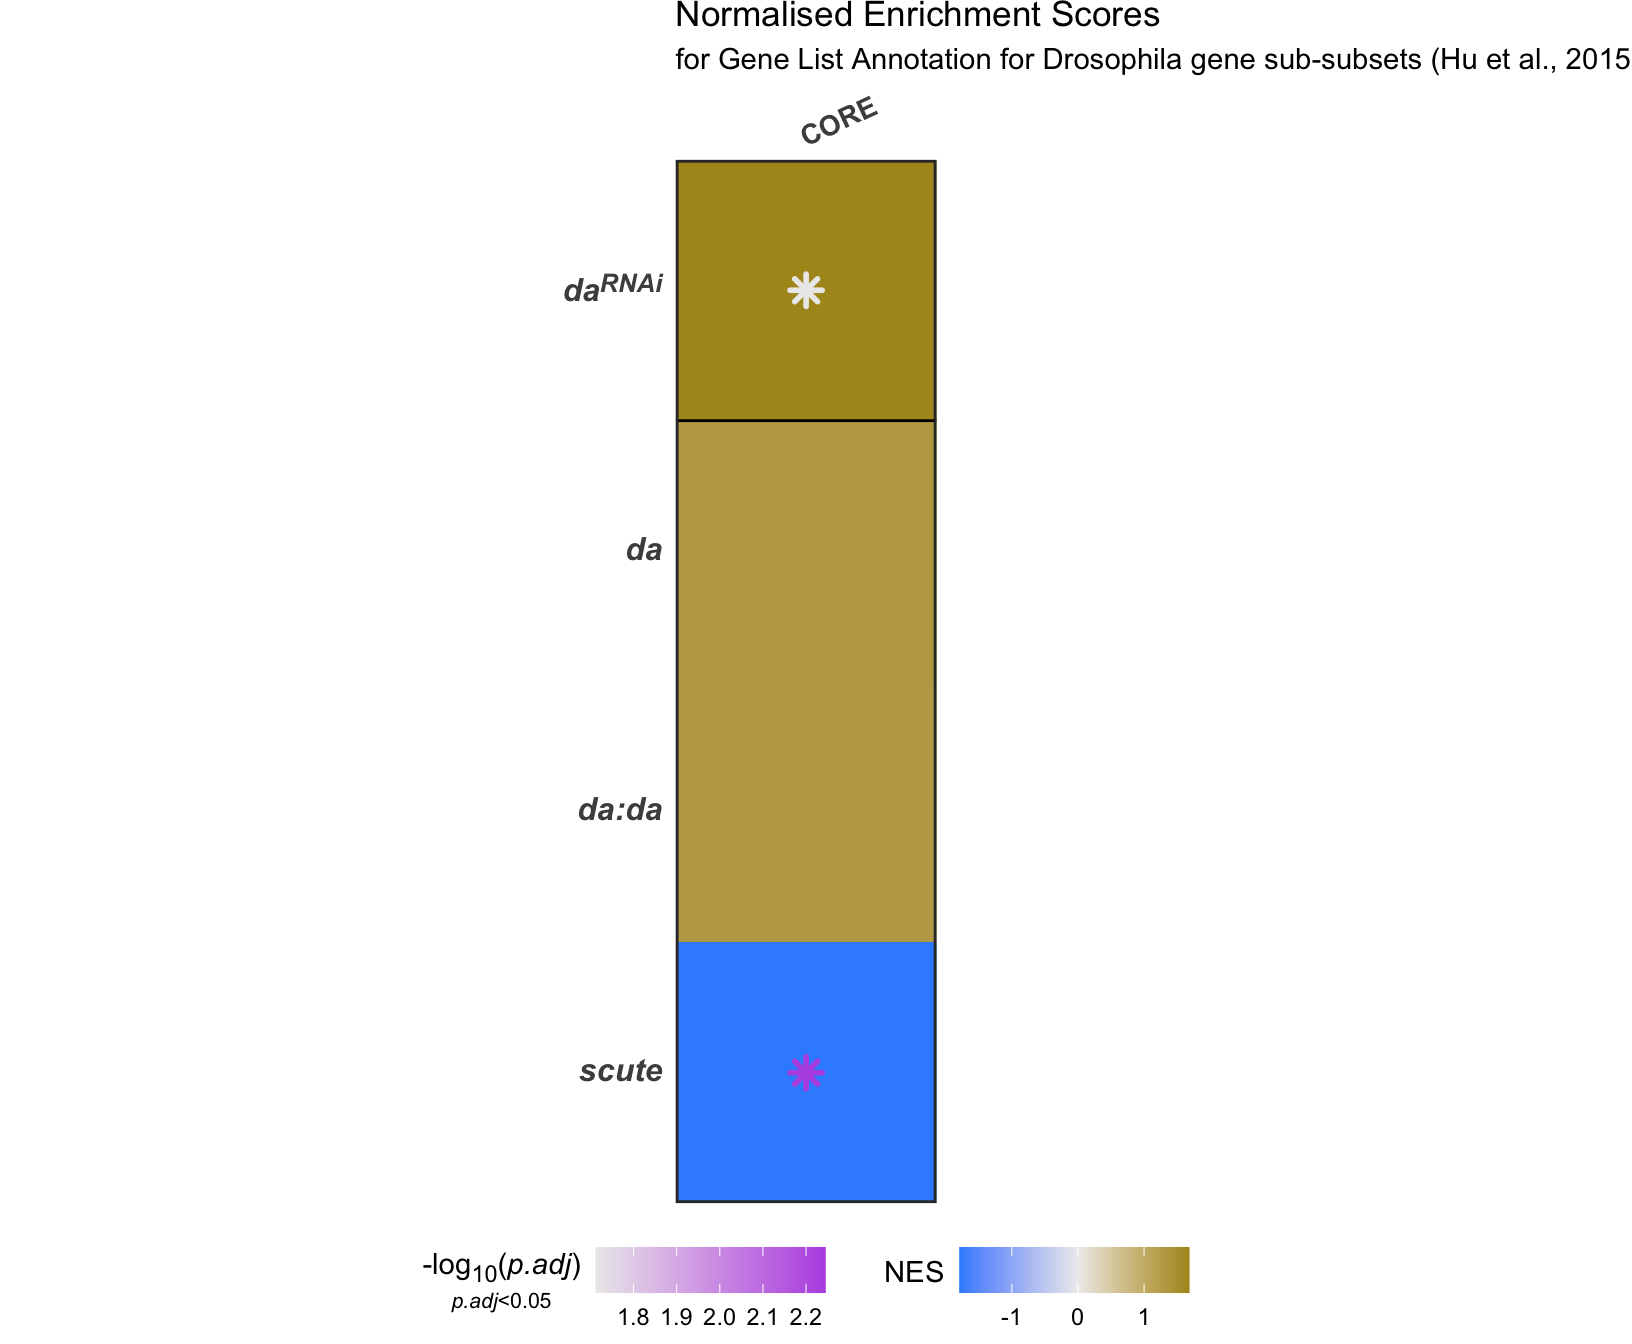 Normalised Enrichment Scores
for Gene List Annotation for Drosophila gene sub-subsets (Hu et al., 2015
CORE
da^RNAi
da
da:da
scute
-log₁₀(p.adj)
p.adj<0.05
1.8 1.9 2.0 2.1 2.2
NES
-1 0 1